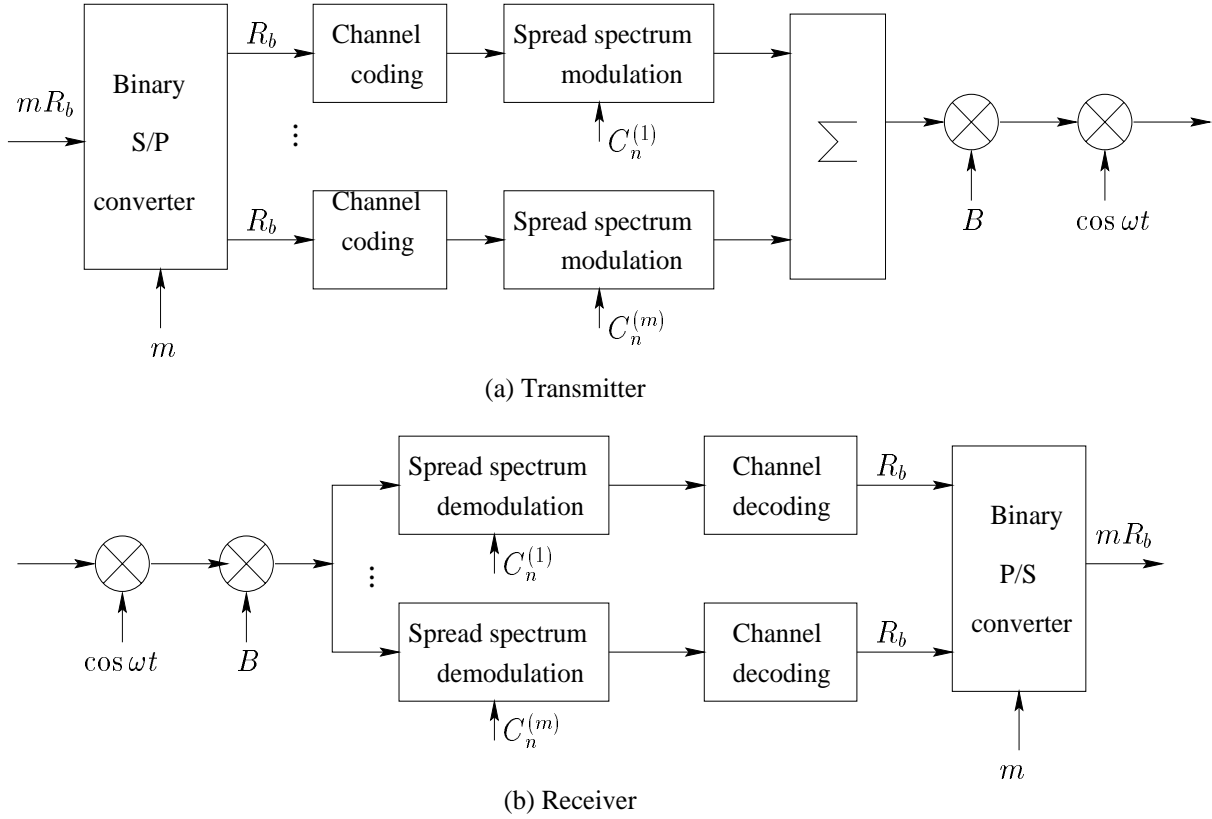 mR_b
Binary
S/P
converter
m
R_b
Channel
coding
Spread spectrum
modulation
C_n^{(1)}
⋮
R_b
Channel
coding
Spread spectrum
modulation
C_n^{(m)}
∑
B
cos ωt
(a) Transmitter
cos ωt
B
Spread spectrum
demodulation
C_n^{(1)}
Channel
decoding
R_b
⋮
Spread spectrum
demodulation
C_n^{(m)}
Channel
decoding
R_b
Binary
P/S
converter
m
mR_b
(b) Receiver